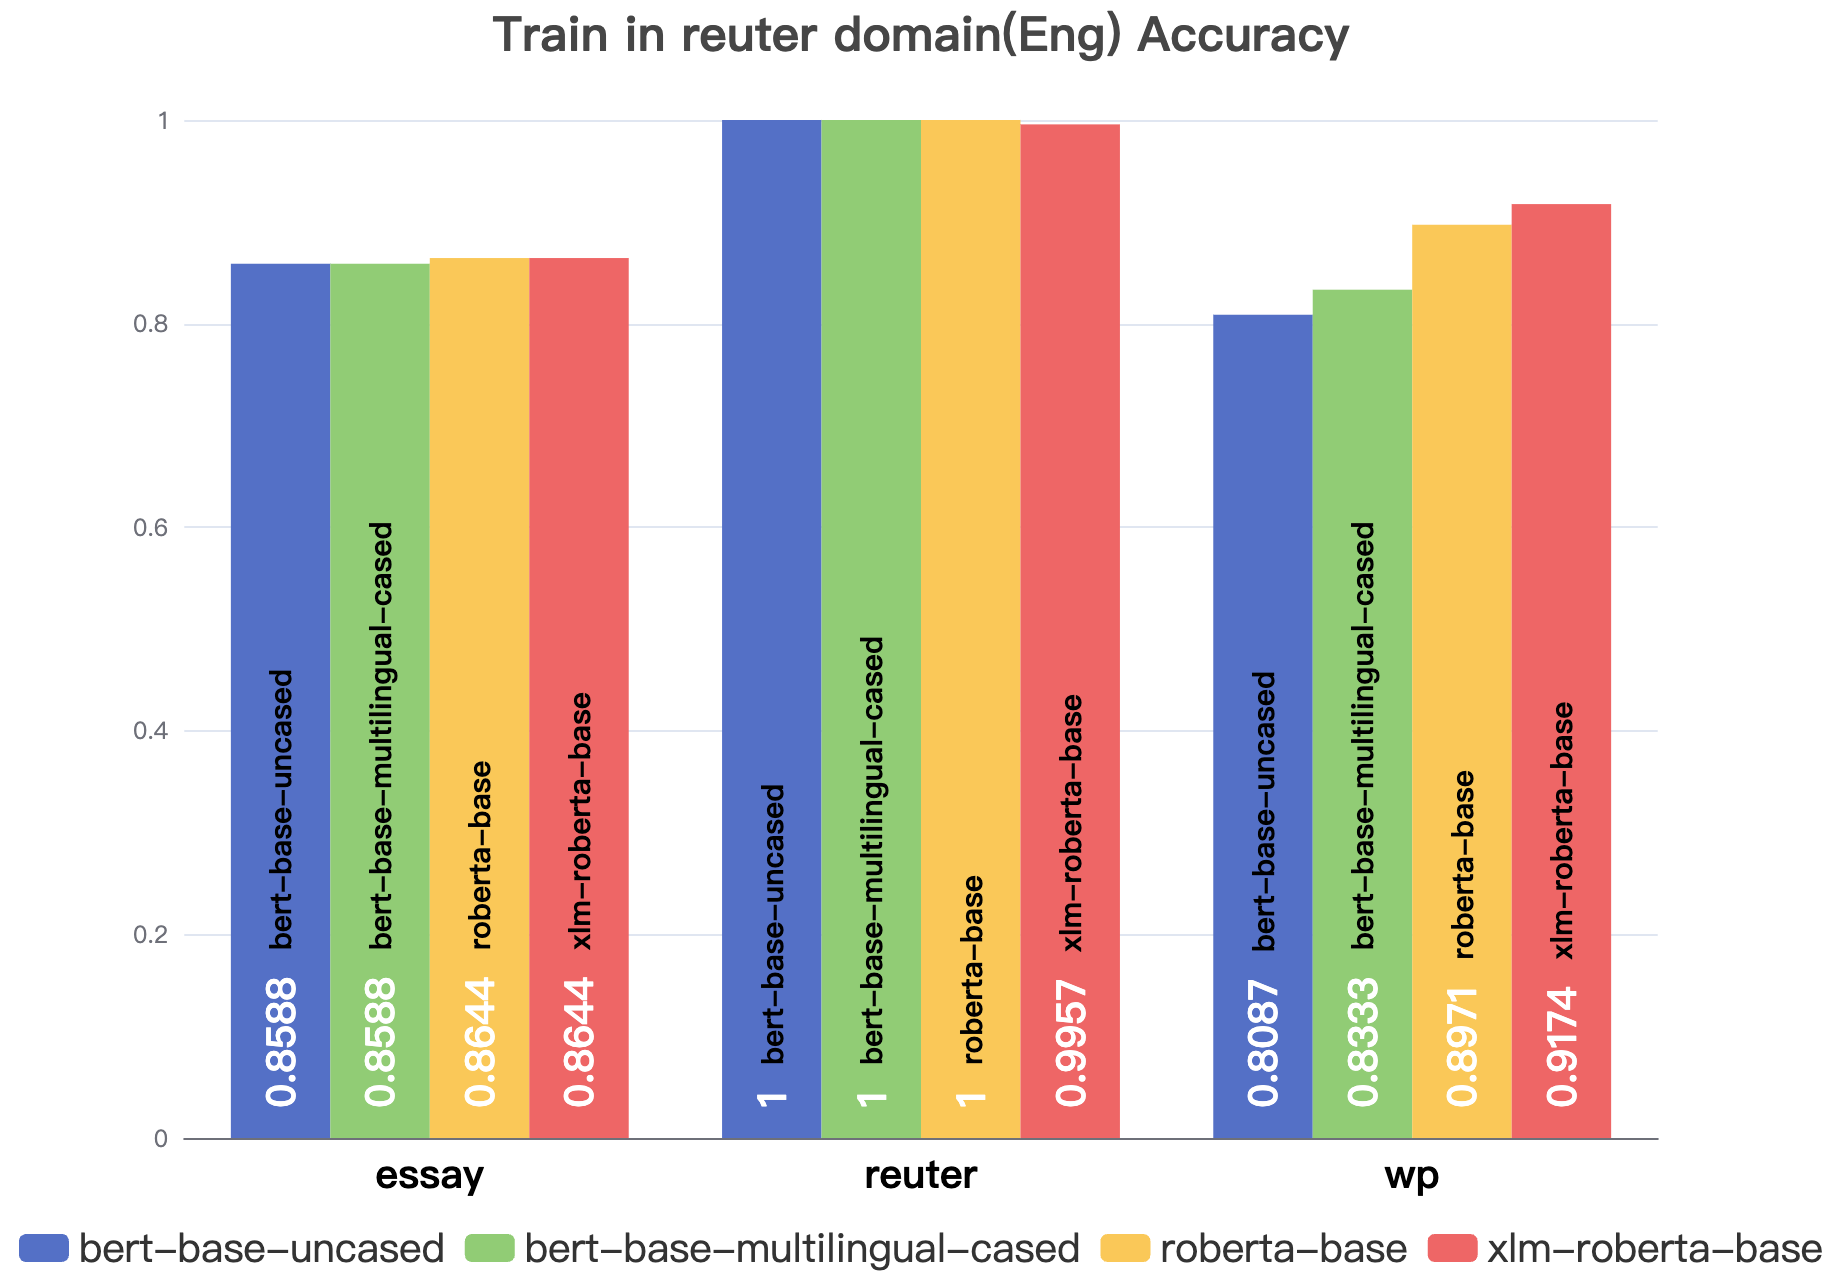 Train in reuter domain(Eng) Accuracy
1
0.8
0.6
0.4
0.2
0
0.8588 bert-base-uncased
0.8588 bert-base-multilingual-cased
0.8644 roberta-base
0.8644 xlm-roberta-base
1 bert-base-uncased
1 bert-base-multilingual-cased
1 roberta-base
0.9957 xlm-roberta-base
0.8087 bert-base-uncased
0.8333 bert-base-multilingual-cased
0.8971 roberta-base
0.9174 xlm-roberta-base
essay reuter wp
bert-base-uncased bert-base-multilingual-cased roberta-base xlm-roberta-base